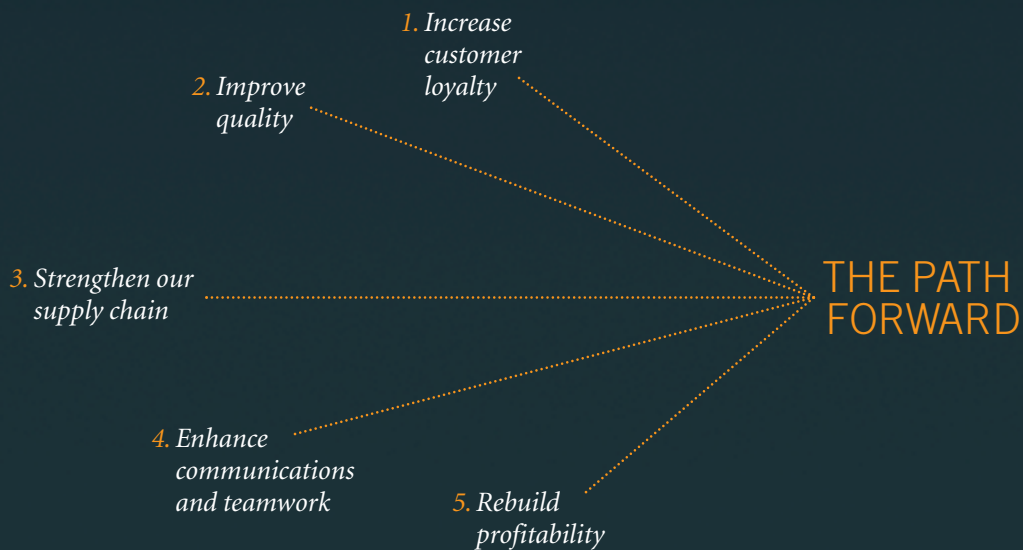 1. Increase
customer
loyalty
2. Improve
quality
3. Strengthen our
supply chain
4. Enhance
communications
and teamwork
5. Rebuild
profitability
THE PATH
FORWARD